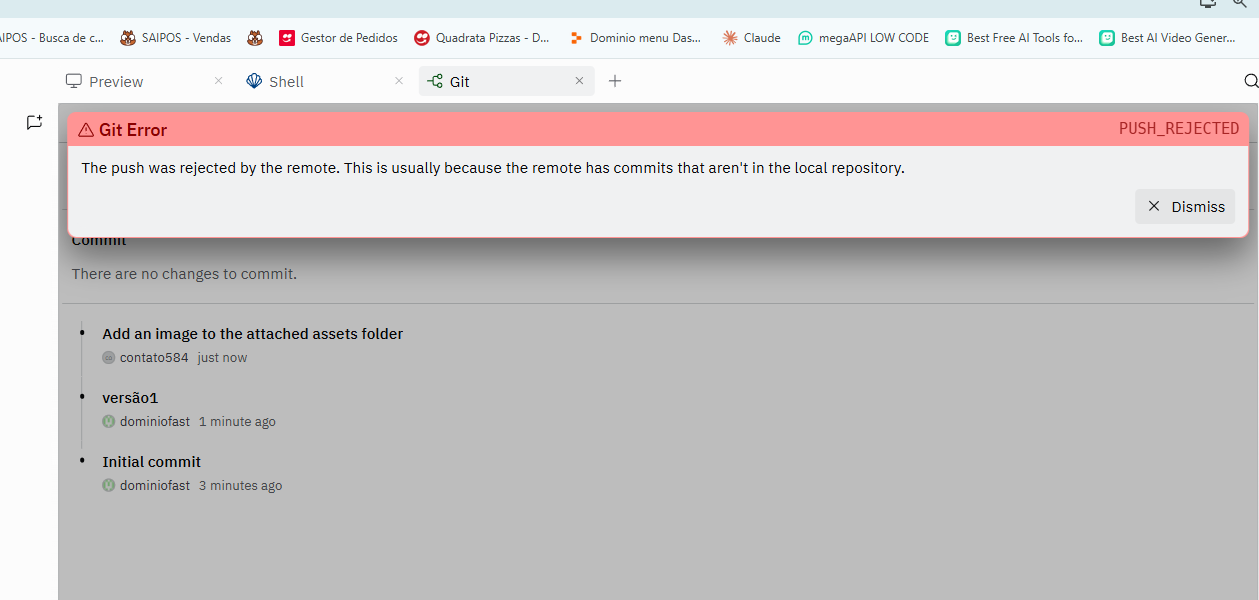 AIPOS - Busca de c... SAIPOS - Vendas Gestor de Pedidos Quadrata Pizzas - D... Dominio menu Das... Claude megaAPI LOW CODE Best Free AI Tools fo... Best AI Video Gener...
Preview Shell Git
Git Error PUSH_REJECTED
The push was rejected by the remote. This is usually because the remote has commits that aren't in the local repository.
Dismiss
Commit
There are no changes to commit.
Add an image to the attached assets folder
contato584 just now
versão1
dominiofast 1 minute ago
Initial commit
dominiofast 3 minutes ago